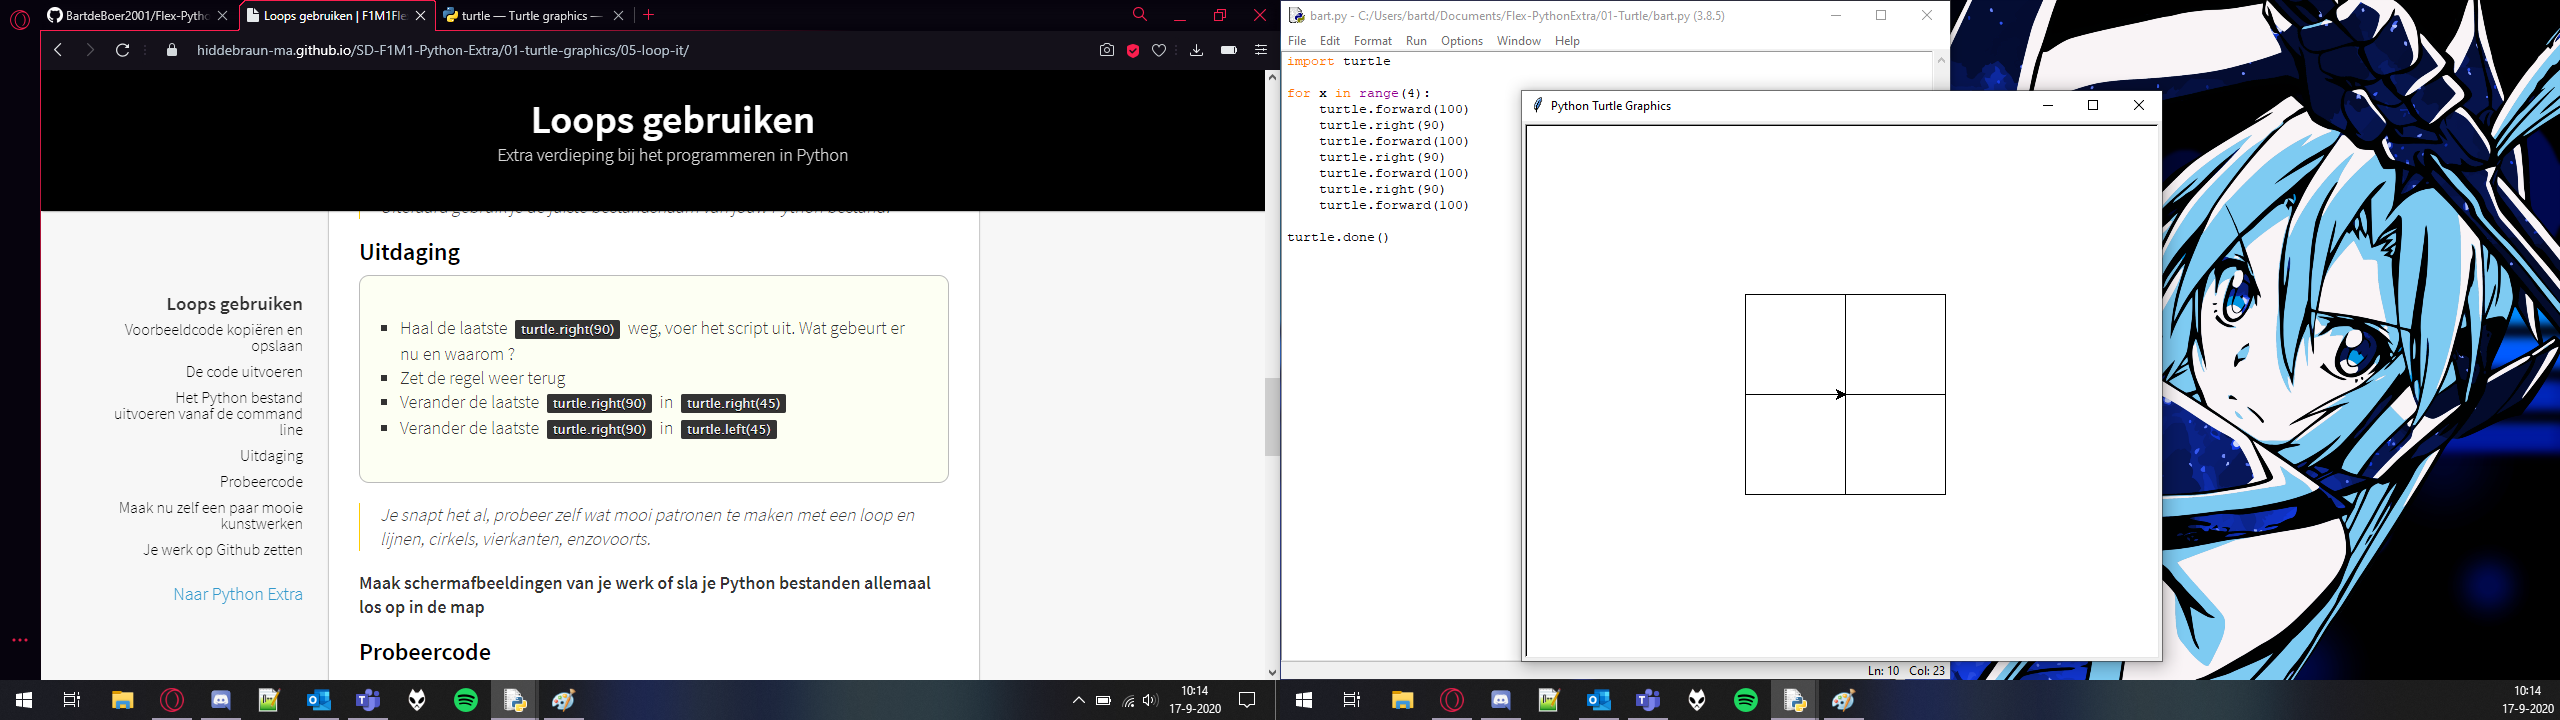 BartdeBoer2001/Flex-Pytho
Loops gebruiken | F1M1Fle
turtle — Turtle graphics —
hiddebraun-ma.github.io/SD-F1M1-Python-Extra/01-turtle-graphics/05-loop-it/
Loops gebruiken
Extra verdieping bij het programmeren in Python
Loops gebruiken
Voorbeeldcode kopiëren en
opslaan
De code uitvoeren
Het Python bestand
uitvoeren vanaf de command
line
Uitdaging
Probeercode
Maak nu zelf een paar mooie
kunstwerken
Je werk op Github zetten
Naar Python Extra
Uitdaging
Haal de laatste turtle.right(90) weg, voer het script uit. Wat gebeurt er
nu en waarom ?
Zet de regel weer terug
Verander de laatste turtle.right(90) in turtle.right(45)
Verander de laatste turtle.right(90) in turtle.left(45)
Je snapt het al, probeer zelf wat mooi patronen te maken met een loop en
lijnen, cirkels, vierkanten, enzovoorts.
Maak schermafbeeldingen van je werk of sla je Python bestanden allemaal
los op in de map
Probeercode
10:14
17-9-2020
bart.py - C:/Users/bartd/Documents/Flex-PythonExtra/01-Turtle/bart.py (3.8.5)
File Edit Format Run Options Window Help
import turtle
for x in range(4):
turtle.forward(100)
turtle.right(90)
turtle.forward(100)
turtle.right(90)
turtle.forward(100)
turtle.right(90)
turtle.forward(100)
turtle.done()
Python Turtle Graphics
Ln: 10 Col: 23
10:14
17-9-2020